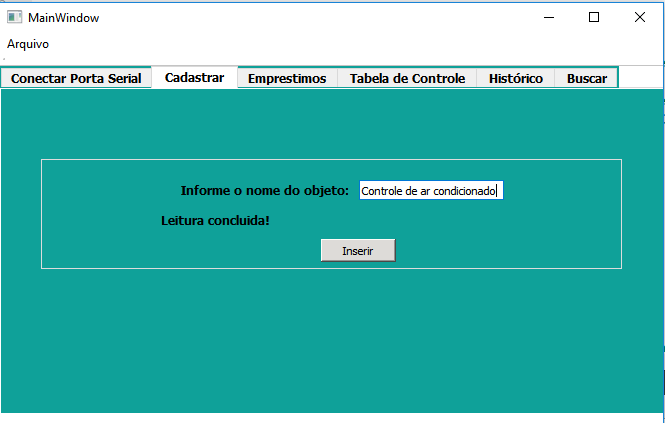 MainWindow
Arquivo
Conectar Porta Serial Cadastrar Emprestimos Tabela de Controle Histórico Buscar
Informe o nome do objeto: Controle de ar condicionado
Leitura concluida!
Inserir